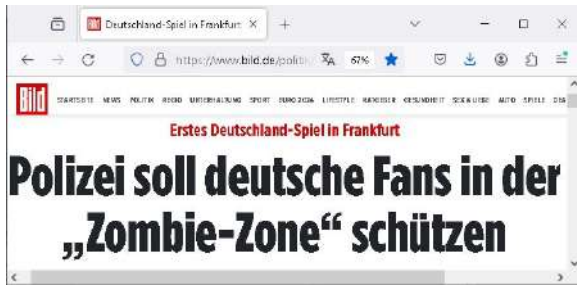 Deutschland-Spiel in Frankfurt
https://www.bild.de/politi
67%
Bild
STARTSEITE NEWS POLITIK REGIO UNTERHALTUNG SPORT EURO 2024 LIFESTYLE RATGEBER GESUNDHEIT SEX & LIEBE AUTO SPIELE
Erstes Deutschland-Spiel in Frankfurt
Polizei soll deutsche Fans in der
„Zombie-Zone“ schützen